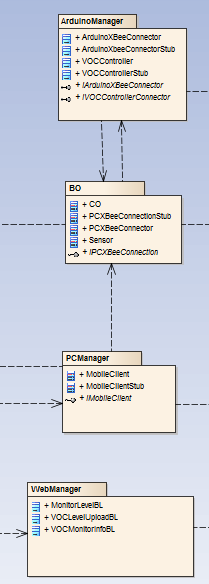 ArduinoManager
+ ArduinoXBeeConnector
+ ArduinoXbeeConnectorStub
+ VOCController
+ VOCControllerStub
+ IArduinoXBeeConnector
+ IVOCControllerConnector
BO
+ CO
+ PCXBeeConnectionStub
+ PCXBeeConnector
+ Sensor
+ IPCXBeeConnection
PCManager
+ MobileClient
+ MobileClientStub
+ IMobileClient
WebManager
+ MonitorLevelBL
+ VOCLevelUploadBL
+ VOCMonitorInfoBL